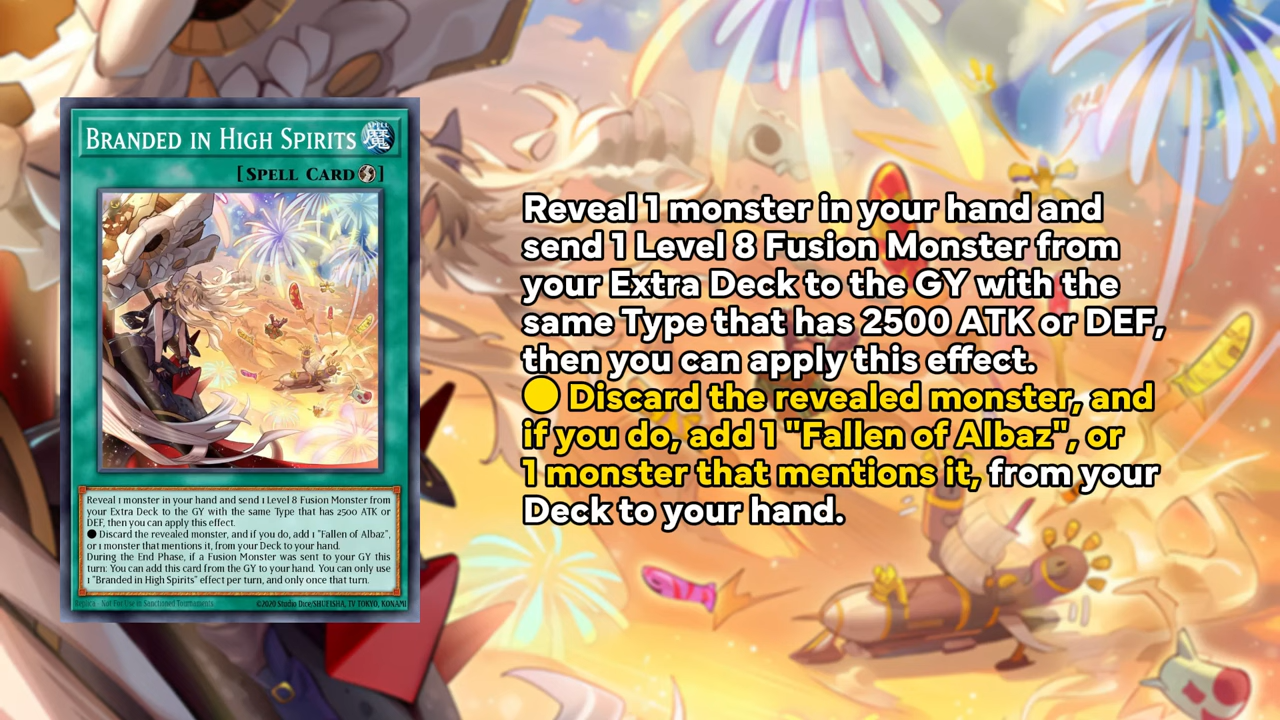 BRANDED IN HIGH SPIRITS
[SPELL CARD]
Reveal 1 monster in your hand and send 1 Level 8 Fusion Monster from
your Extra Deck to the GY with the same Type that has 2500 ATK or
DEF, then you can apply this effect.
● Discard the revealed monster, and if you do, add 1 "Fallen of Albaz",
or 1 monster that mentions it, from your Deck to your hand.
During the End Phase, if a Fusion Monster was sent to your GY this
turn: You can add this card from the GY to your hand. You can only use
1 "Branded in High Spirits" effect per turn, and only once that turn.
Replica - Not For Use in Sanctioned Tournaments
©2020 Studio Dice/SHUEISHA, TV TOKYO, KONAMI
Reveal 1 monster in your hand and
send 1 Level 8 Fusion Monster from
your Extra Deck to the GY with the
same Type that has 2500 ATK or DEF,
then you can apply this effect.
● Discard the revealed monster, and
if you do, add 1 "Fallen of Albaz", or
1 monster that mentions it, from your
Deck to your hand.